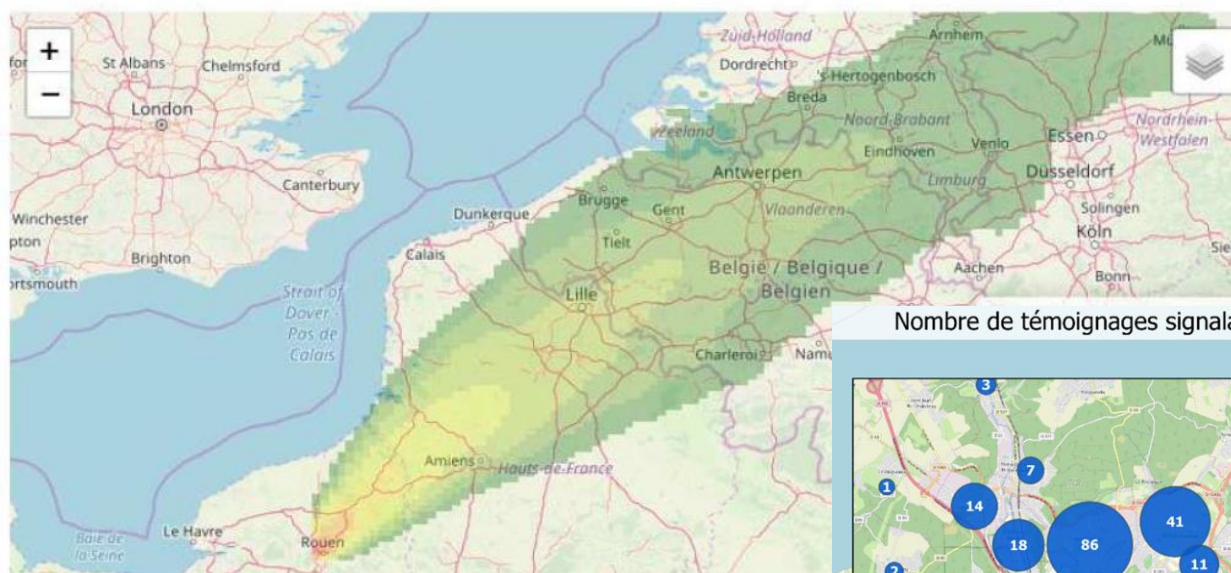 +
−
St Albans
Chelmsford
London
Canterbury
Winchester
pton
Brighton
ortsmouth
Strait of
Dover -
Pas de
Calais
Dunkerque
Calais
Zuid-Holland
Dordrecht
Arnhem
's-Hertogenbosch
Breda
Noord-Brabant
Zeeland
Eindhoven
Venlo
Essen
Nordrhein-
Westfalen
Düsseldorf
Limburg
Antwerpen
Brugge
Gent
Vlaanderen
Solingen
Köln
Tielt
België / Belgique /
Belgien
Aachen
Bonn
Lille
Charleroi
Namu
Amiens
Hauts-de-France
Le Havre
Baie de
la Seine
Rouen
Nombre de témoignages signala
3
7
1
14
18
86
41
11
2